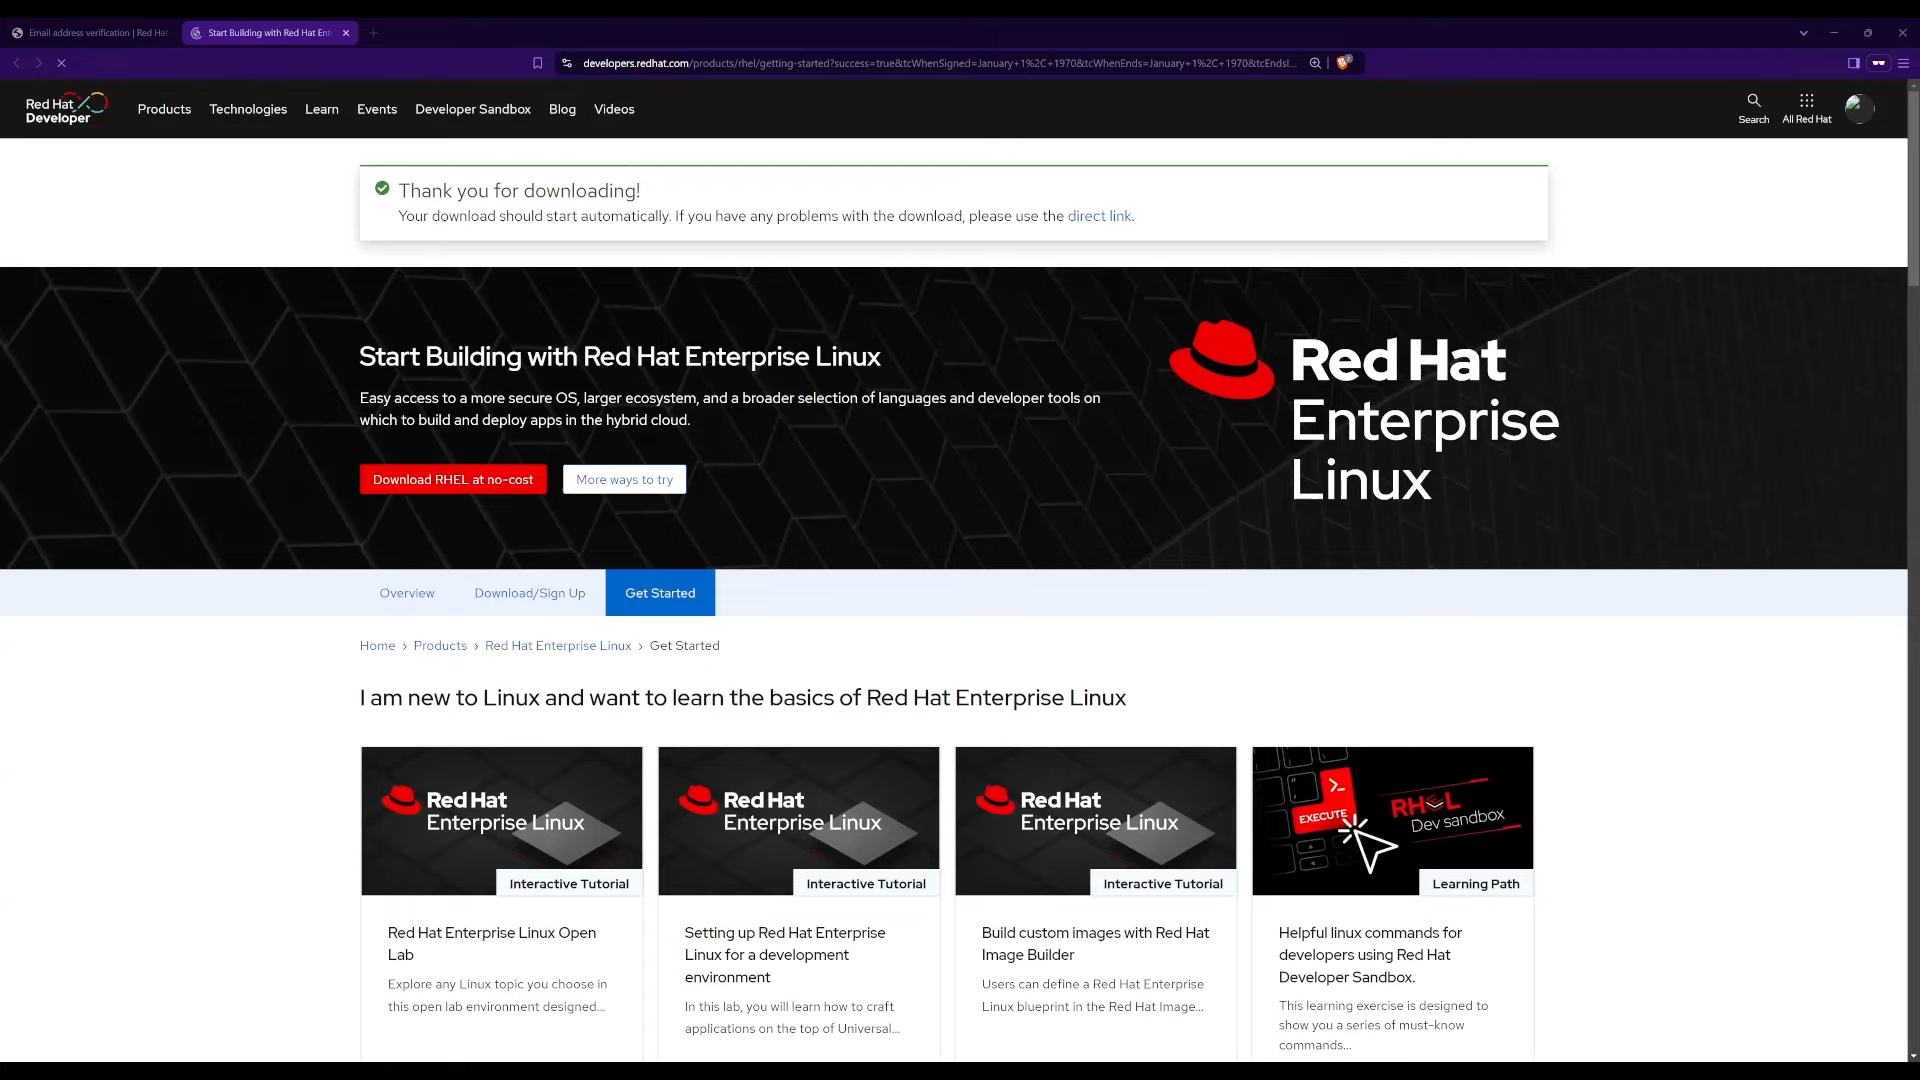 Email address verification | Red Hat
Start Building with Red Hat Ent
developers.redhat.com/products/rhel/getting-started?success=true&tcWhenSigned=January+1%2C+1970&tcWhenEnds=January+1%2C+1970&tcEndsI...
Red Hat
Developer
Products
Technologies
Learn
Events
Developer Sandbox
Blog
Videos
Search
All Red Hat
Thank you for downloading!
Your download should start automatically. If you have any problems with the download, please use the direct link.
Start Building with Red Hat Enterprise Linux
Easy access to a more secure OS, larger ecosystem, and a broader selection of languages and developer tools on
which to build and deploy apps in the hybrid cloud.
Download RHEL at no-cost
More ways to try
Red Hat
Enterprise
Linux
Overview
Download/Sign Up
Get Started
Home › Products › Red Hat Enterprise Linux › Get Started
I am new to Linux and want to learn the basics of Red Hat Enterprise Linux
Red Hat
Enterprise Linux
Interactive Tutorial
Red Hat Enterprise Linux Open
Lab
Explore any Linux topic you choose in
this open lab environment designed...
Red Hat
Enterprise Linux
Interactive Tutorial
Setting up Red Hat Enterprise
Linux for a development
environment
In this lab, you will learn how to craft
applications on the top of Universal...
Red Hat
Enterprise Linux
Interactive Tutorial
Build custom images with Red Hat
Image Builder
Users can define a Red Hat Enterprise
Linux blueprint in the Red Hat Image...
EXECUTE
RHEL
Dev sandbox
Learning Path
Helpful linux commands for
developers using Red Hat
Developer Sandbox.
This learning exercise is designed to
show you a series of must-know
commands...